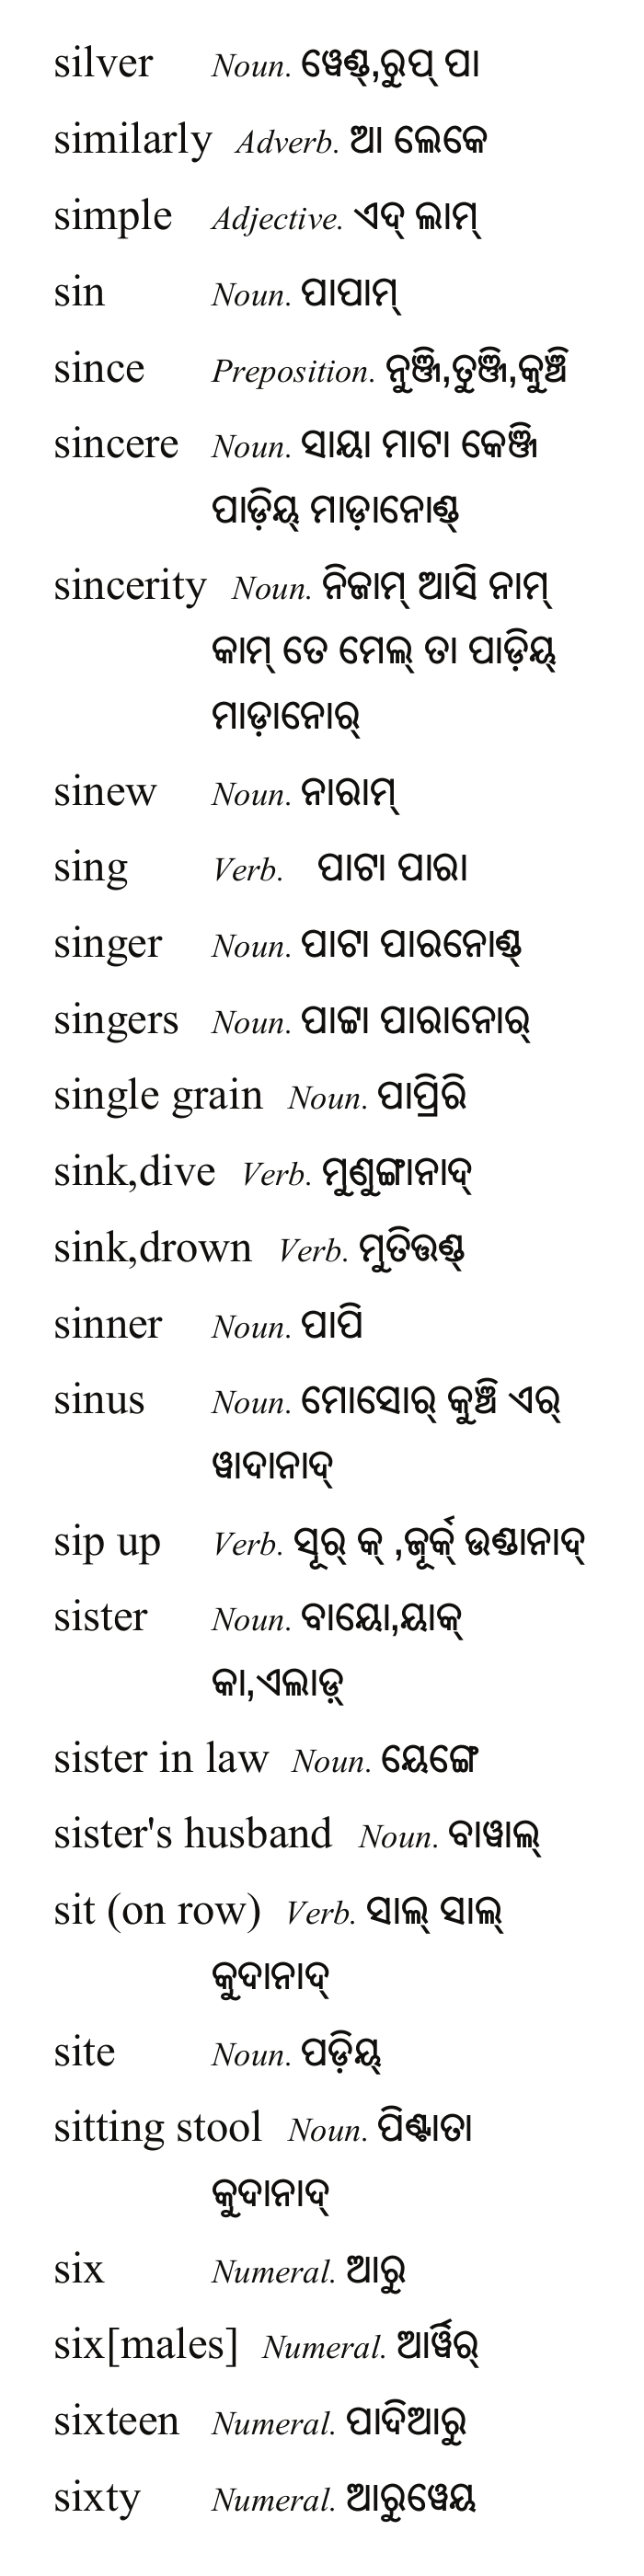 silver Noun. ୱେଣ୍ଡ୍,ରୁପ୍ ପା
similarly Adverb. ଆ ଲେକେ
simple Adjective. ଏଦ୍ ଲାମ୍
sin Noun. ପାପାମ୍
since Preposition. ନୁଞ୍ଜି,ତୁଞ୍ଜି,କୁଞ୍ଚି
sincere Noun. ସାୟା ମାଟା କେଞ୍ଜି
ପାଡ଼ିୟ୍ ମାଡ଼ାନୋଣ୍ଡ୍
sincerity Noun. ନିଜାମ୍ ଆସି ନାମ୍
କାମ୍ ତେ ମେଲ୍ ତା ପାଡ଼ିୟ୍
ମାଡ଼ାନୋର୍
sinew Noun. ନାରାମ୍
sing Verb. ପାଟା ପାରା
singer Noun. ପାଟା ପାରନୋଣ୍ଡ୍
singers Noun. ପାଟ୍ଟା ପାରାନୋର୍
single grain Noun. ପାପ୍ରିରି
sink,dive Verb. ମୁଣୁଙ୍ଗାନାଦ୍
sink,drown Verb. ମୁତିଉଣ୍ଡ୍
sinner Noun. ପାପି
sinus Noun. ମୋସୋର୍ କୁଞ୍ଚି ଏର୍
ୱାଦାନାଦ୍
sip up Verb. ସୂର୍ କ୍ ,ଜୂର୍କ୍ ଉଣ୍ଡାନାଦ୍
sister Noun. ବାୟୋ,ୟାକ୍
କା,ଏଲାଡ଼୍
sister in law Noun. ୟେଙ୍ଗେ
sister's husband Noun. ବାୱାଲ୍
sit (on row) Verb. ସାଲ୍ ସାଲ୍
କୁଦାନାଦ୍
site Noun. ପଡ଼ିୟ୍
sitting stool Noun. ପିଣ୍ଟାତା
କୁଦାନାଦ୍
six Numeral. ଆରୁ
six[males] Numeral. ଆର୍ୱିର୍
sixteen Numeral. ପାଦିଆରୁ
sixty Numeral. ଆରୁୱେୟ